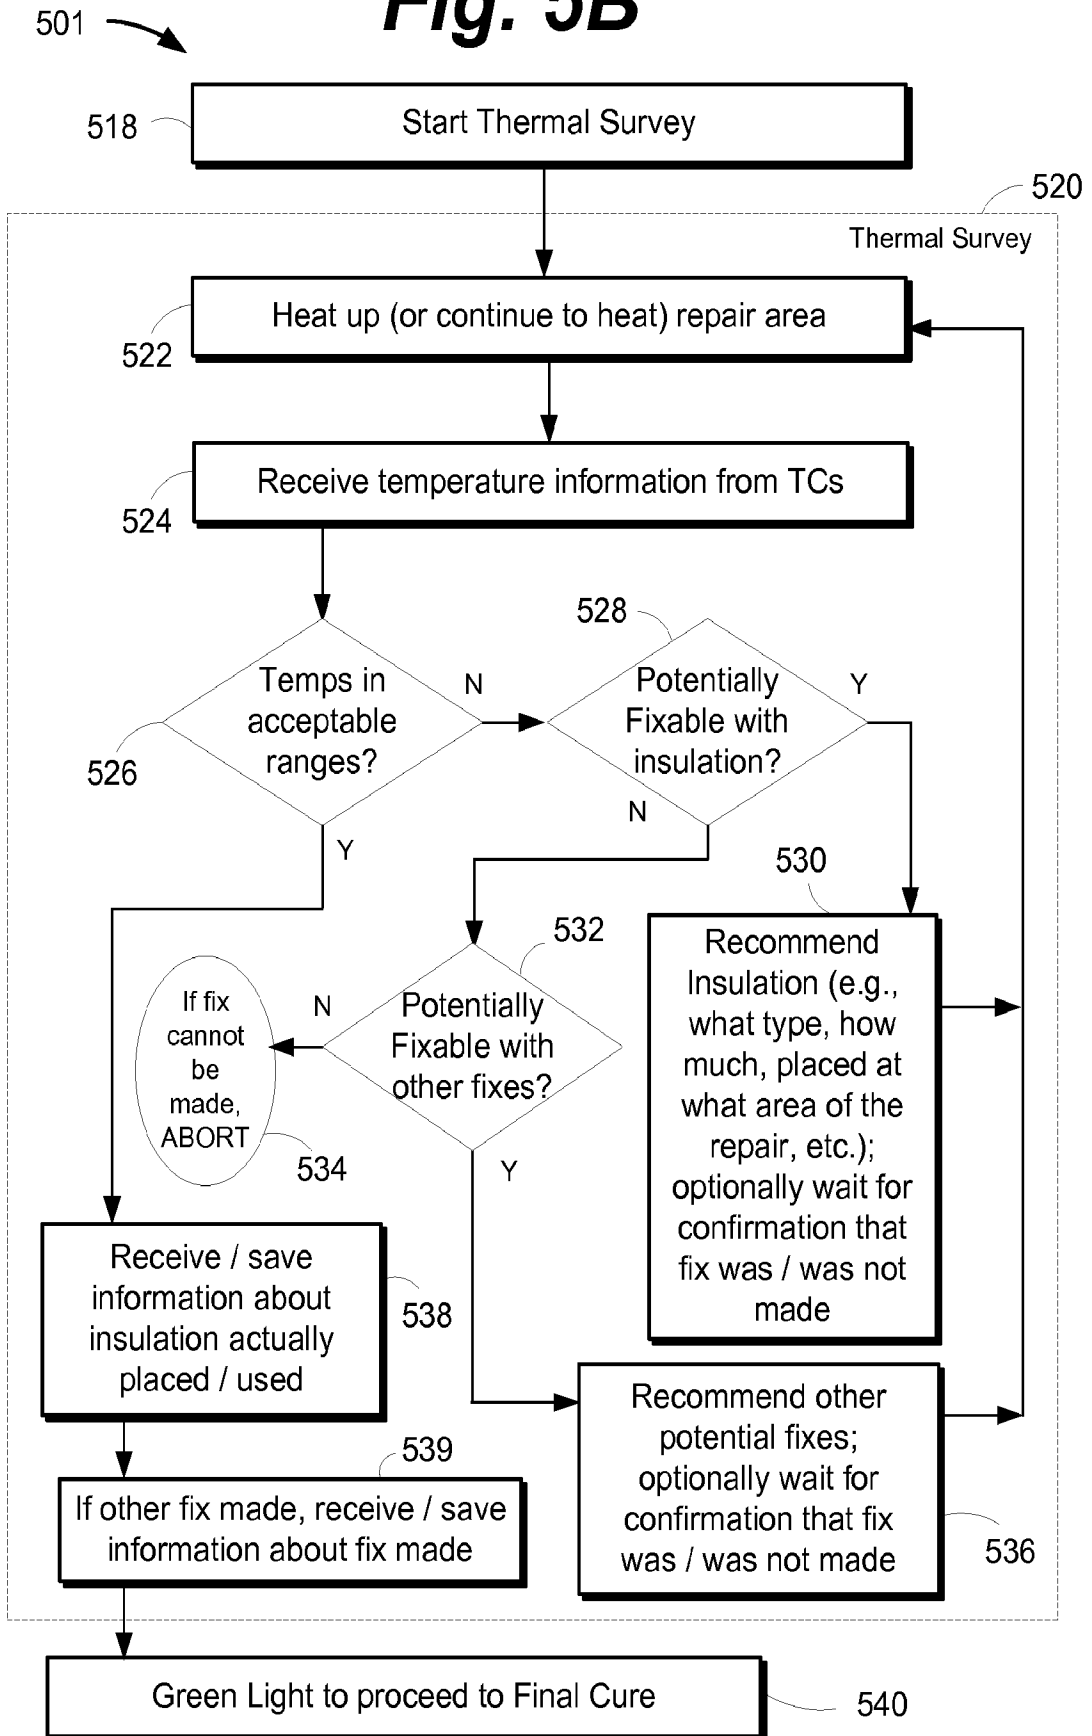 Fig. 5B
501
518
Start Thermal Survey
520
Thermal Survey
Heat up (or continue to heat) repair area
522
Receive temperature information from TCs
524
528
Temps in
acceptable
ranges?
N
Potentially
Fixable with
insulation?
Y
526
N
Y
530
532
Recommend
Insulation (e.g.,
what type, how
much, placed at
what area of the
repair, etc.);
optionally wait for
confirmation that
fix was / was not
made
If fix
cannot
be
made,
ABORT
N
Potentially
Fixable with
other fixes?
534
Y
Receive / save
information about
insulation actually
placed / used
538
Recommend other
potential fixes;
optionally wait for
confirmation that fix
was / was not made
539
If other fix made, receive / save
information about fix made
536
Green Light to proceed to Final Cure
540